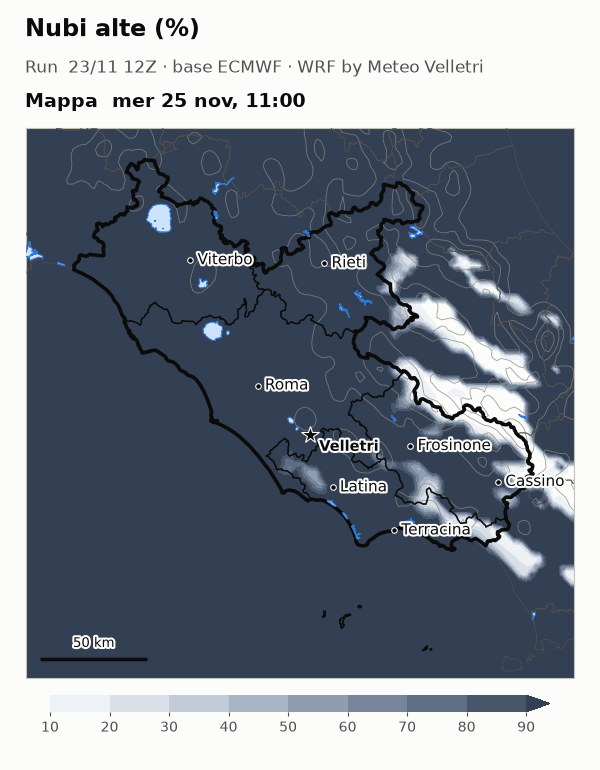 Nubi alte (%)
Run  23/11 12Z · base ECMWF · WRF by Meteo Velletri
Mappa  mer 25 nov, 11:00
Viterbo
Rieti
Roma
Velletri
Frosinone
Latina
Cassino
Terracina
50 km
10 20 30 40 50 60 70 80 90